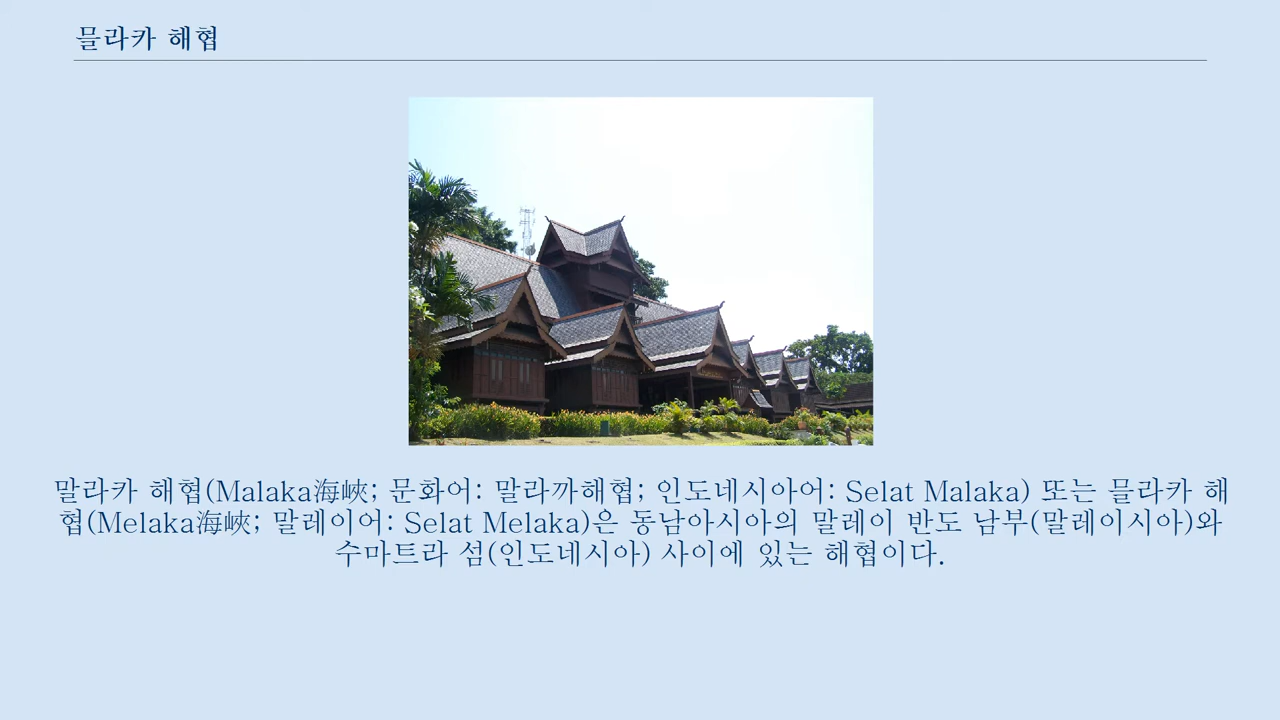 믈라카 해협
말라카 해협(Malaka海峽; 문화어: 말라까해협; 인도네시아어: Selat Malaka) 또는 믈라카 해
협(Melaka海峽; 말레이어: Selat Melaka)은 동남아시아의 말레이 반도 남부(말레이시아)와
수마트라 섬(인도네시아) 사이에 있는 해협이다.